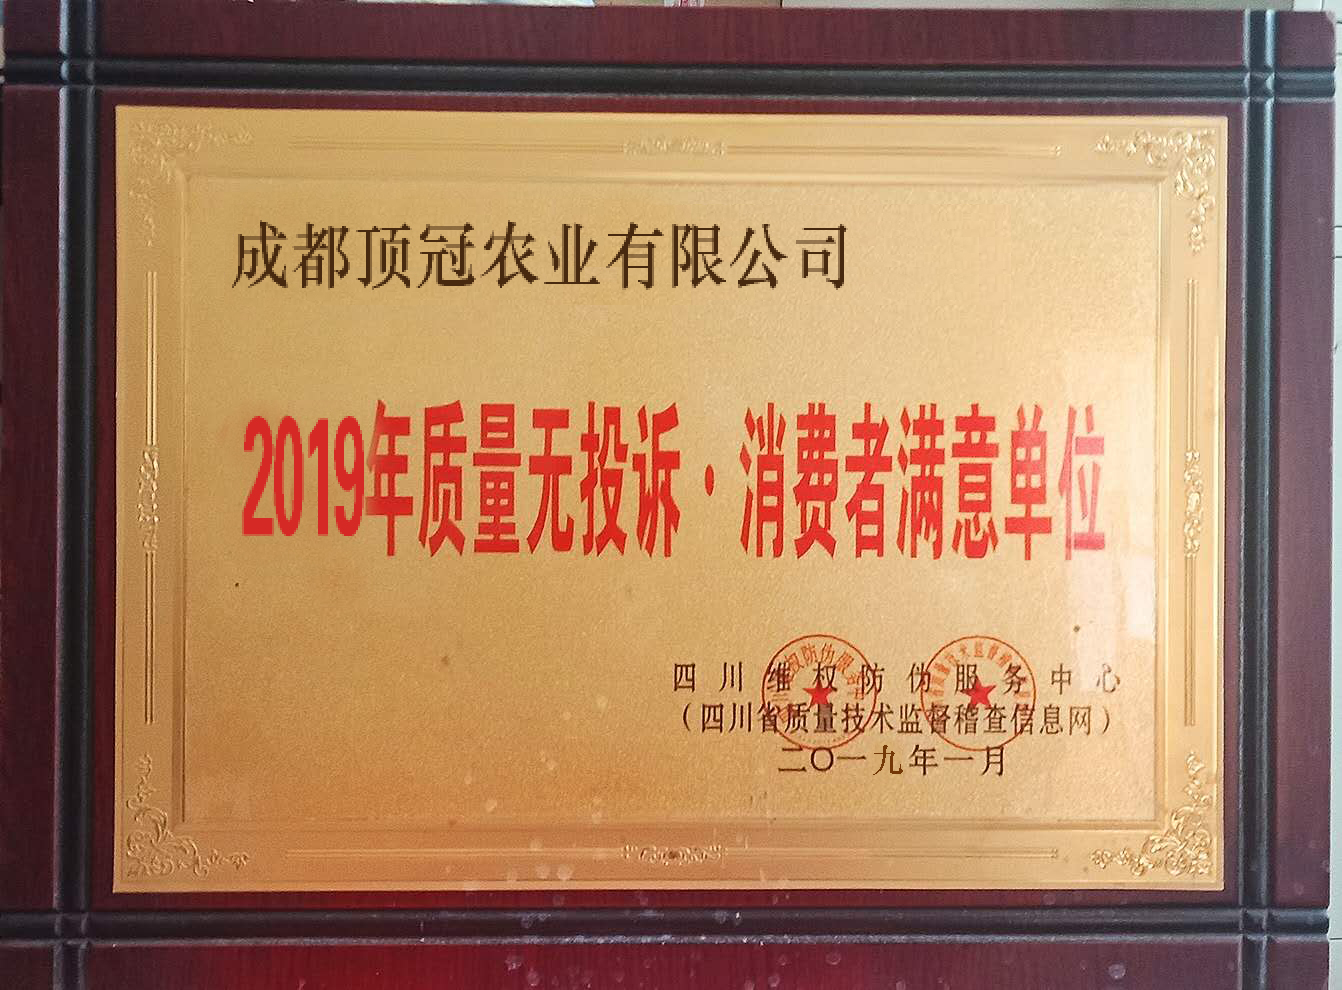 成都顶冠农业有限公司
2019年质量无投诉·消费者满意单位
四川维权防伪服务中心
（四川省质量技术监督稽查信息网）
二〇一九年一月